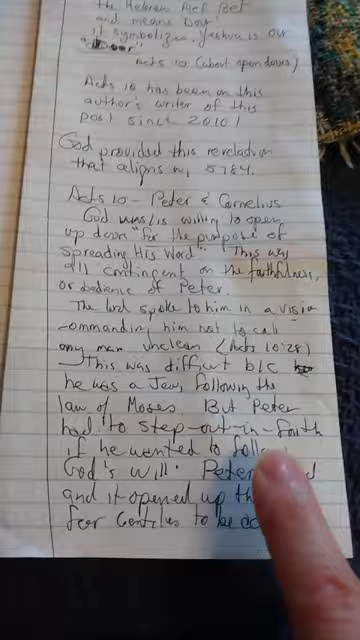 the Hebrew Alef Bet
and means Door
it symbolizes. Yeshua is our
"Door"
Acts 10 (about open doors)
Acts 10 has been on this
author's writer of this
post since 2010!
God provided this revelation
that aligns w/ 5784.
Acts 10 - Peter & Cornelius
God was/is willing to open
up doors "for the purpose of
spreading His Word" This was
all contingent on the faithfulness,
or obedience of Peter.
The Lord spoke to him in a vision
commanding him not to call
any man unclean (Acts 10:28)
This was difficult b/c
he was a Jew, following the
law of Moses. But Peter
had to step-out-in-faith
if he wanted to
God's will. Peter
and it opened up
for Gentiles to be